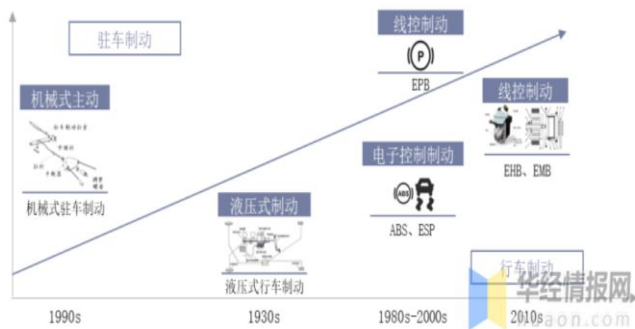 驻车制动
线控制动
EPB
机械式主动
机械式驻车制动
线控制动
EHB、EMB
电子控制制动
ABS
ABS、ESP
液压式制动
液压式行车制动
行车制动
华经情报网
1990s
1930s
1980s-2000s
2010s